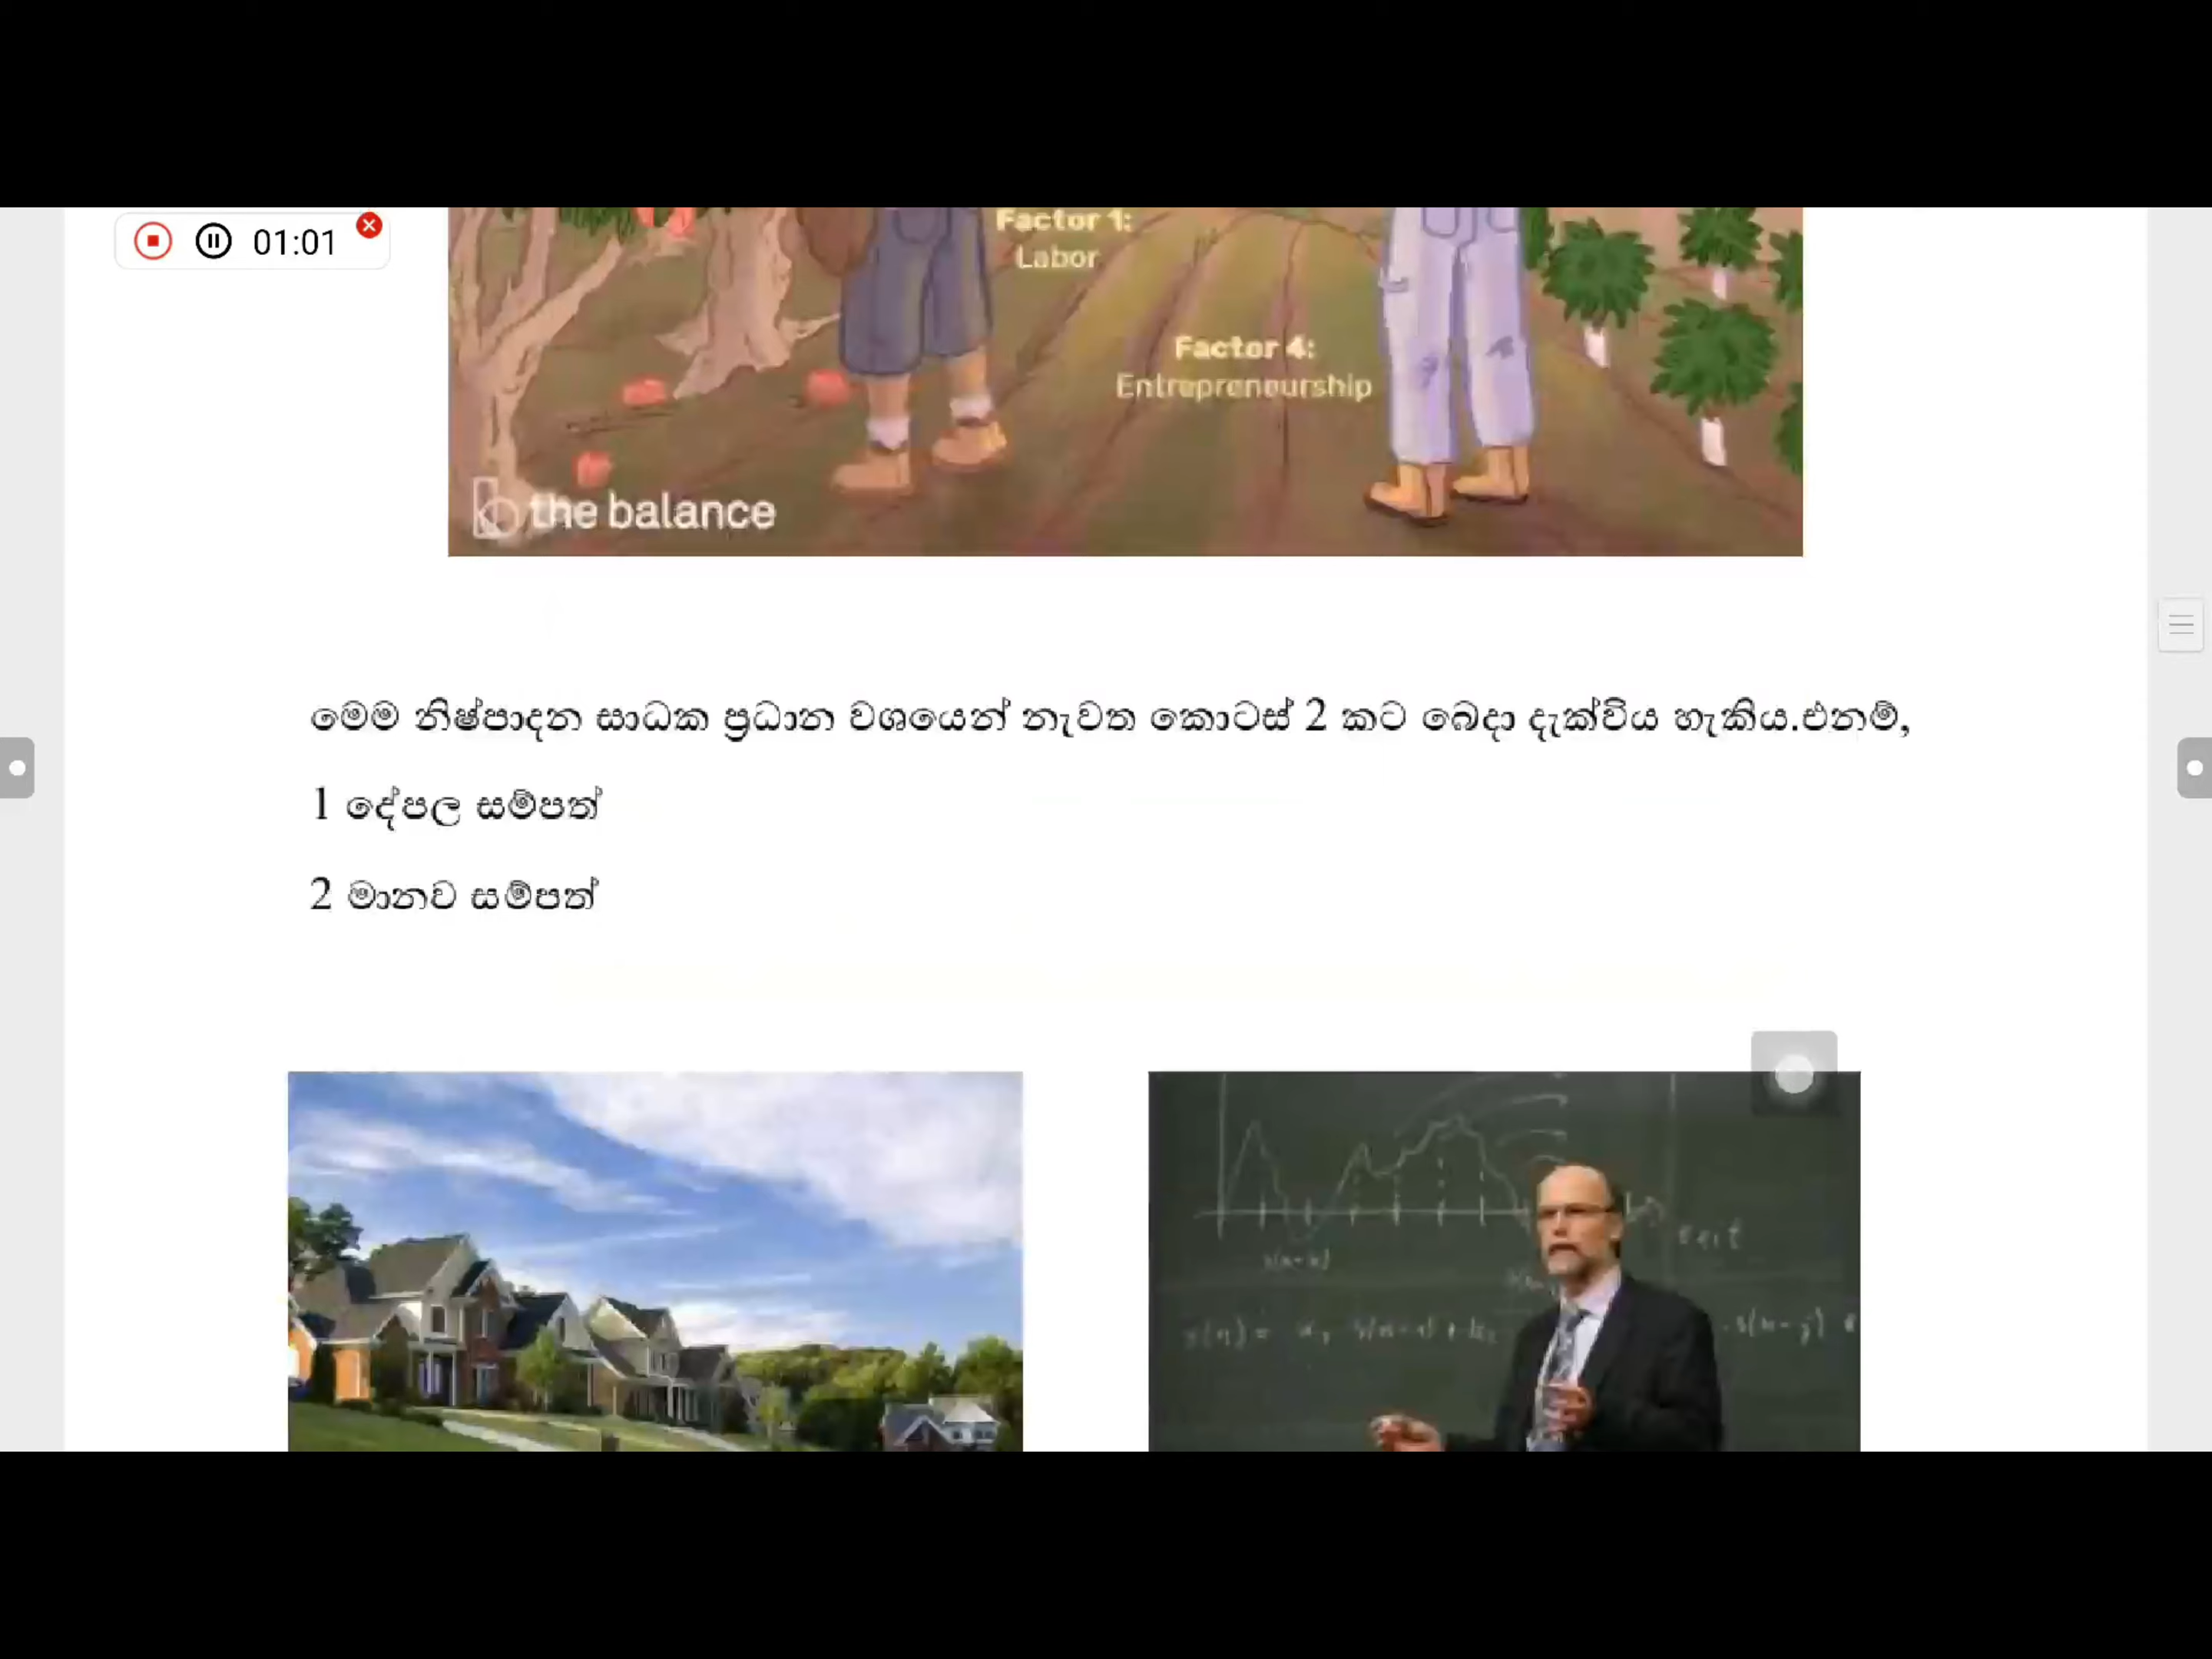 01:01
Factor 1:
Labor
Factor 4:
Entrepreneurship
the balance
මෙම නිෂ්පාදන සාධක ප්‍රධාන වශයෙන් නැවත කොටස් 2 කට බෙදා දැක්විය හැකිය.එනම්,
1 දේපල සම්පත්
2 මානව සම්පත්